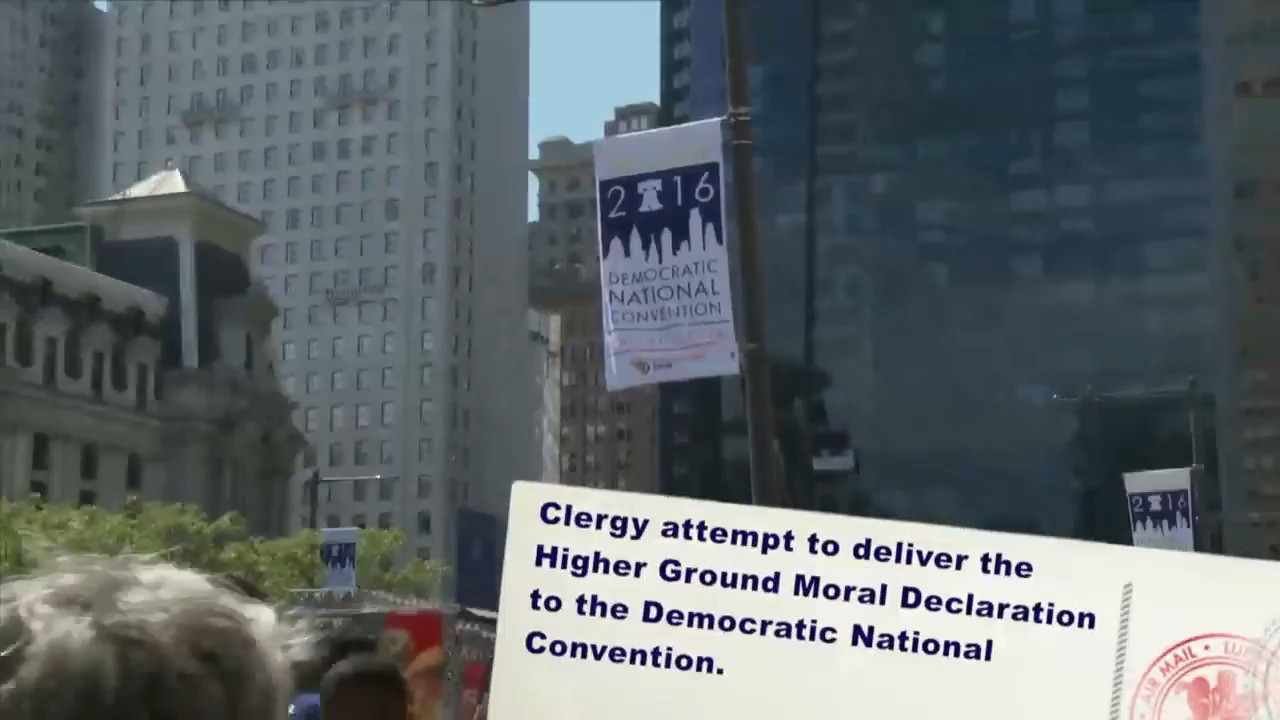 2016
DEMOCRATIC
NATIONAL
CONVENTION
2016
Clergy attempt to deliver the
Higher Ground Moral Declaration
to the Democratic National
Convention.
AIR MAIL •